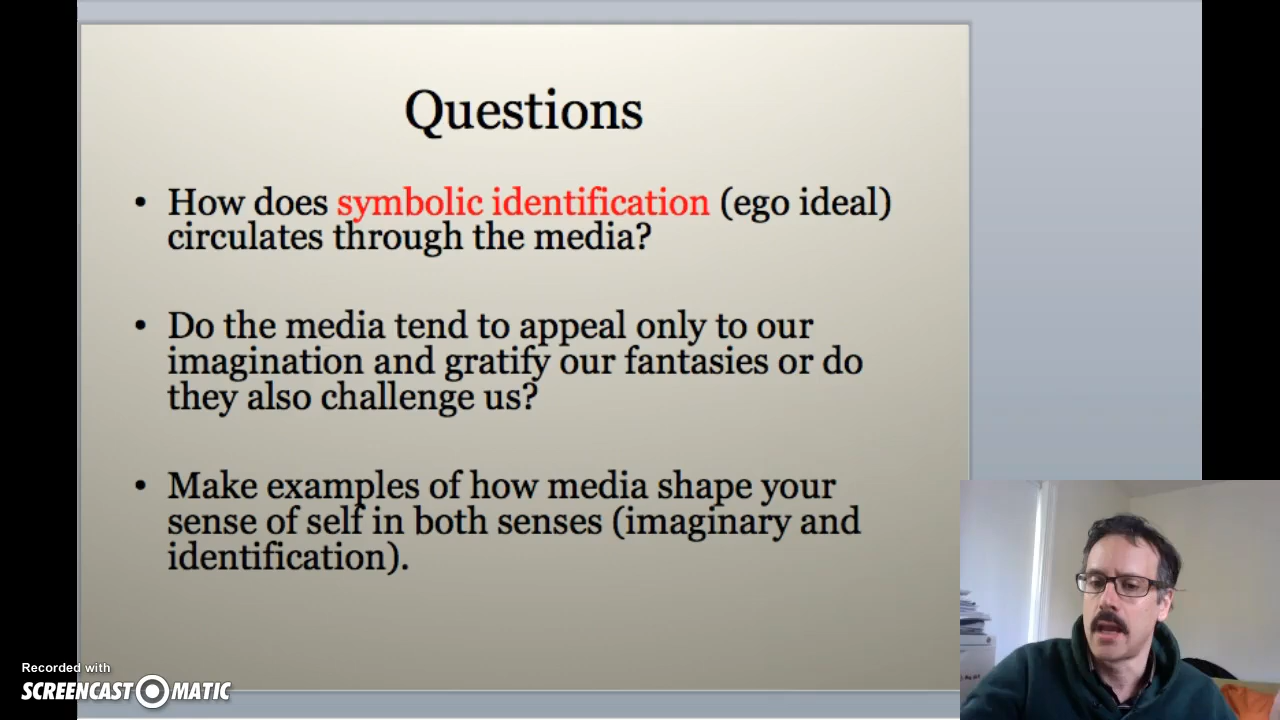 Questions
• How does symbolic identification (ego ideal)
circulates through the media?
• Do the media tend to appeal only to our
imagination and gratify our fantasies or do
they also challenge us?
• Make examples of how media shape your
sense of self in both senses (imaginary and
identification).
Recorded with
SCREENCAST-O-MATIC